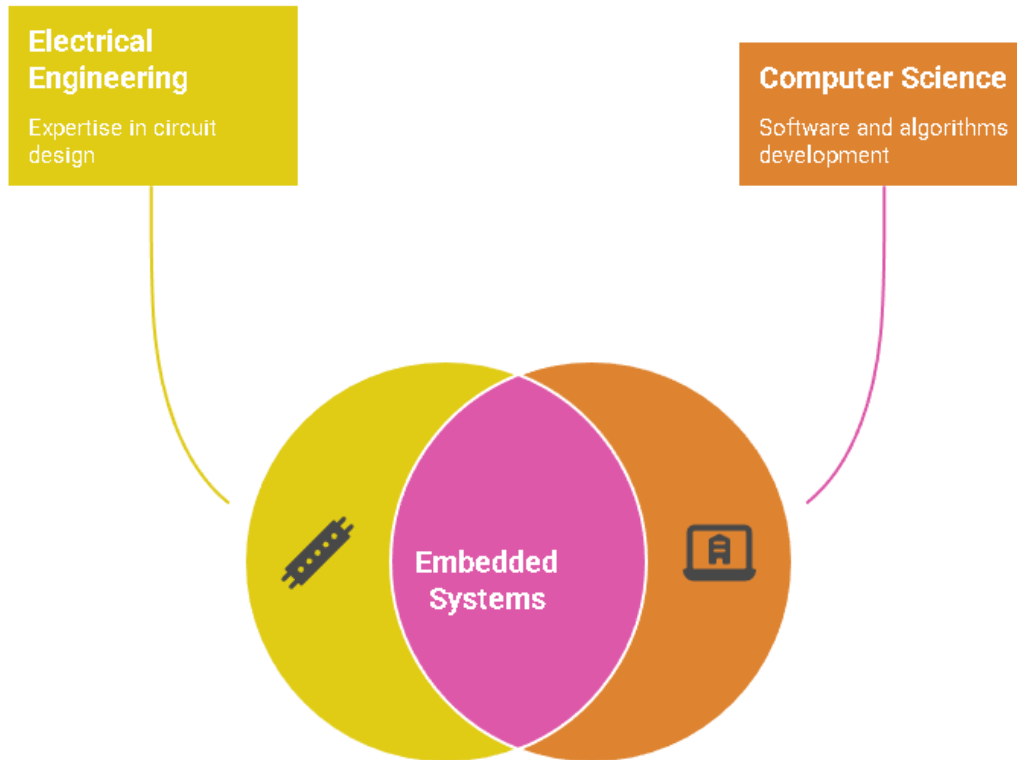 Electrical
Engineering
Expertise in circuit
design
Computer Science
Software and algorithms
development
Embedded
Systems